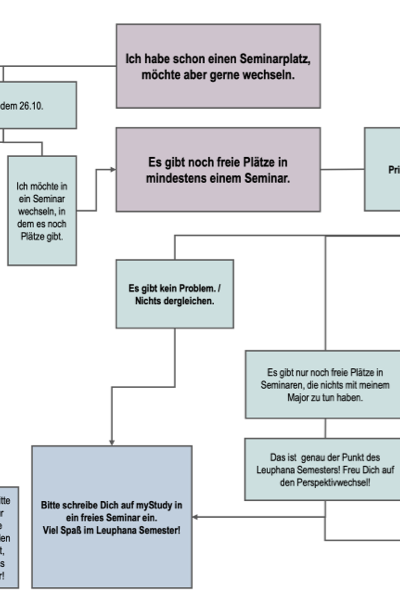 Ich habe schon einen Seminarplatz,
möchte aber gerne wechseln.
dem 26.10.
Es gibt noch freie Plätze in
mindestens einem Seminar.
Ich möchte in
ein Seminar
wechseln, in
dem es noch
Plätze gibt.
Es gibt kein Problem. /
Nichts dergleichen.
Es gibt nur noch freie Plätze in
Seminaren, die nichts mit meinem
Major zu tun haben.
Das ist genau der Punkt des
Leuphana Semesters! Freu Dich auf
den Perspektivwechsel!
Bitte schreibe Dich auf myStudy in
ein freies Seminar ein.
Viel Spaß im Leuphana Semester!